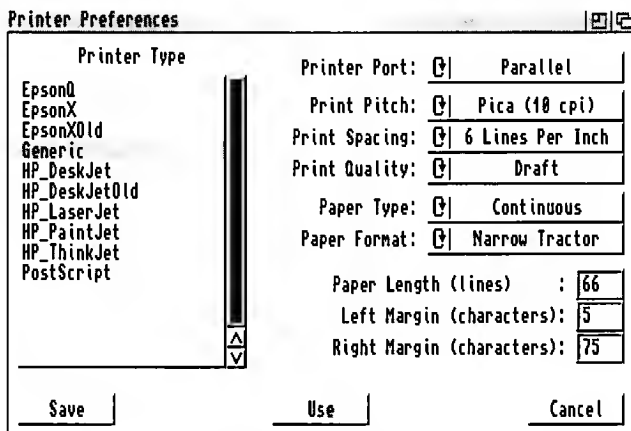 Printer Preferences
Printer Type
EpsonQ
EpsonX
EpsonXOld
Generic
HP_DeskJet
HP_DeskJetOld
HP_LaserJet
HP_PaintJet
HP_ThinkJet
PostScript
Printer Port: Parallel
Print Pitch: Pica (10 cpi)
Print Spacing: 6 Lines Per Inch
Print Quality: Draft
Paper Type: Continuous
Paper Format: Narrow Tractor
Paper Length (lines) : 66
Left Margin (characters): 5
Right Margin (characters): 75
Save Use Cancel